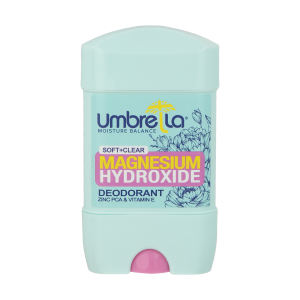 Umbrella
MOISTURE BALANCE
SOFT+CLEAR
MAGNESIUM
HYDROXIDE
DEODORANT
ZINC PCA & VITAMIN E